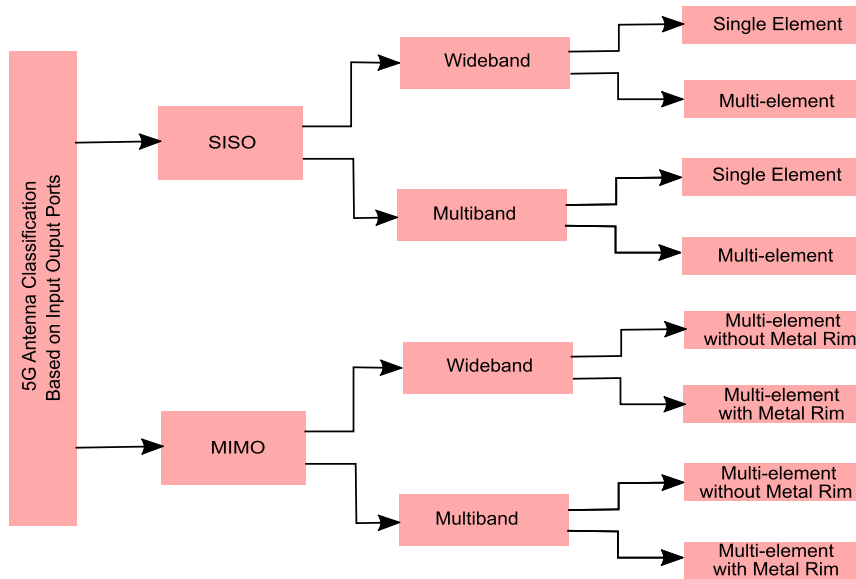 5G Antenna Classification
Based on Input Ouput Ports
SISO
Wideband
Single Element
Multi-element
Multiband
Single Element
Multi-element
MIMO
Wideband
Multi-element
without Metal Rim
Multi-element
with Metal Rim
Multiband
Multi-element
without Metal Rim
Multi-element
with Metal Rim